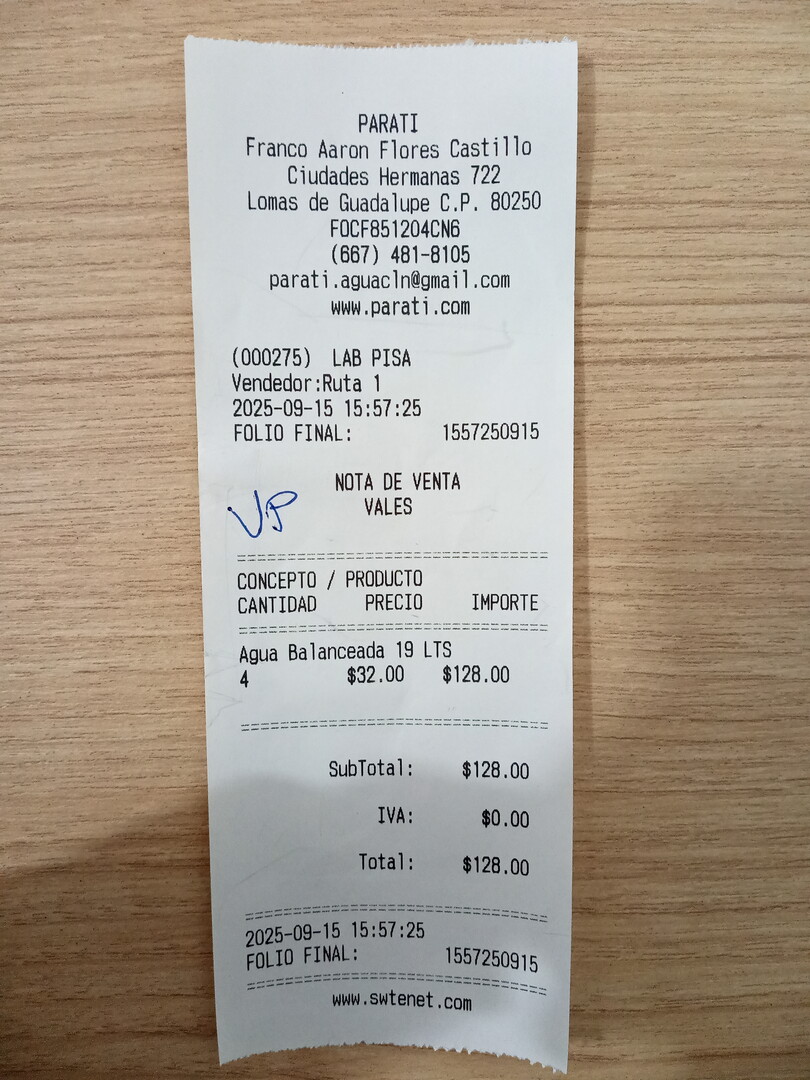 PARATI
Franco Aaron Flores Castillo
Ciudades Hermanas 722
Lomas de Guadalupe C.P. 80250
FOCF851204CN6
(667) 481-8105
parati.aguacln@gmail.com
www.parati.com
(000275) LAB PISA
Vendedor:Ruta 1
2025-09-15 15:57:25
FOLIO FINAL: 1557250915
NOTA DE VENTA
VALES
VP
CONCEPTO / PRODUCTO
CANTIDAD PRECIO IMPORTE
Agua Balanceada 19 LTS
4 $32.00 $128.00
SubTotal: $128.00
IVA: $0.00
Total: $128.00
2025-09-15 15:57:25
FOLIO FINAL: 1557250915
www.swtenet.com